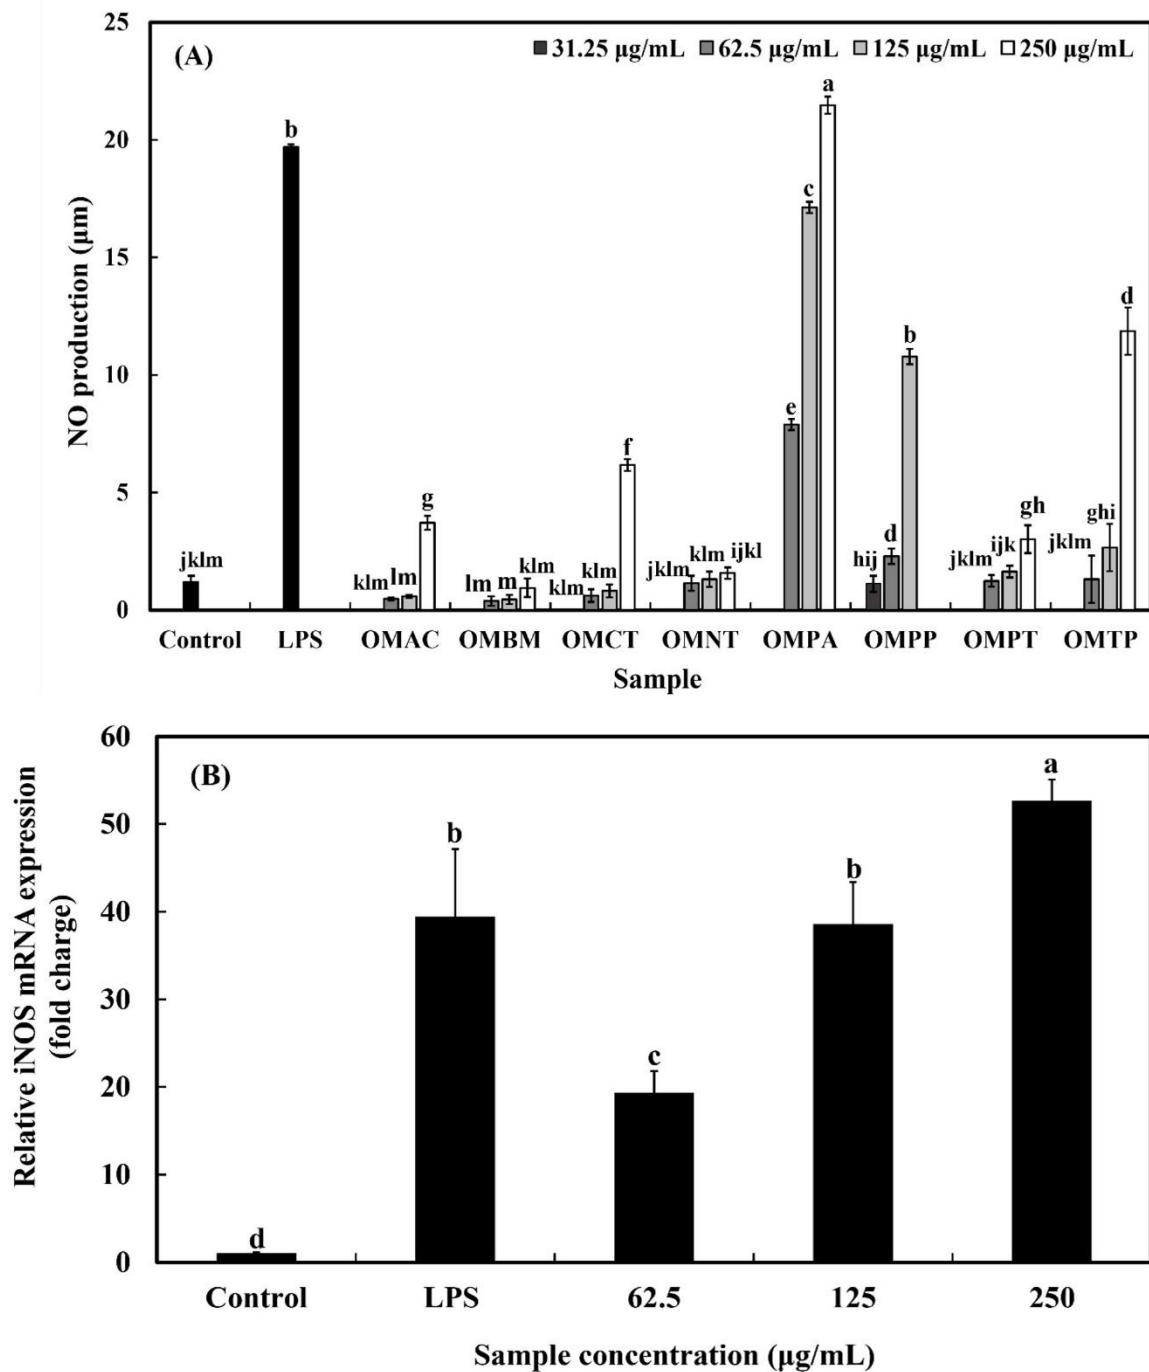 (A)
31.25 µg/mL 62.5 µg/mL 125 µg/mL 250 µg/mL
NO production (µm)
25
20
15
10
5
0
jklm
b
klm lm g
lm m klm
klm klm f
jklm klm ijkl
e c a
hij d b
jklm ijk gh
jklm ghi d
Control LPS OMAC OMBM OMCT OMNT OMPA OMPP OMPT OMTP
Sample
(B)
Relative iNOS mRNA expression
(fold charge)
60
50
40
30
20
10
0
d b c b a
Control LPS 62.5 125 250
Sample concentration (µg/mL)